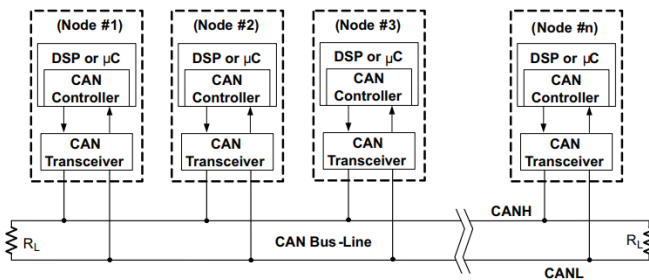 (Node #1)
DSP or µC
CAN
Controller
CAN
Transceiver
(Node #2)
DSP or µC
CAN
Controller
CAN
Transceiver
(Node #3)
DSP or µC
CAN
Controller
CAN
Transceiver
(Node #n)
DSP or µC
CAN
Controller
CAN
Transceiver
CANH
RL
CAN Bus-Line
RL
CANL